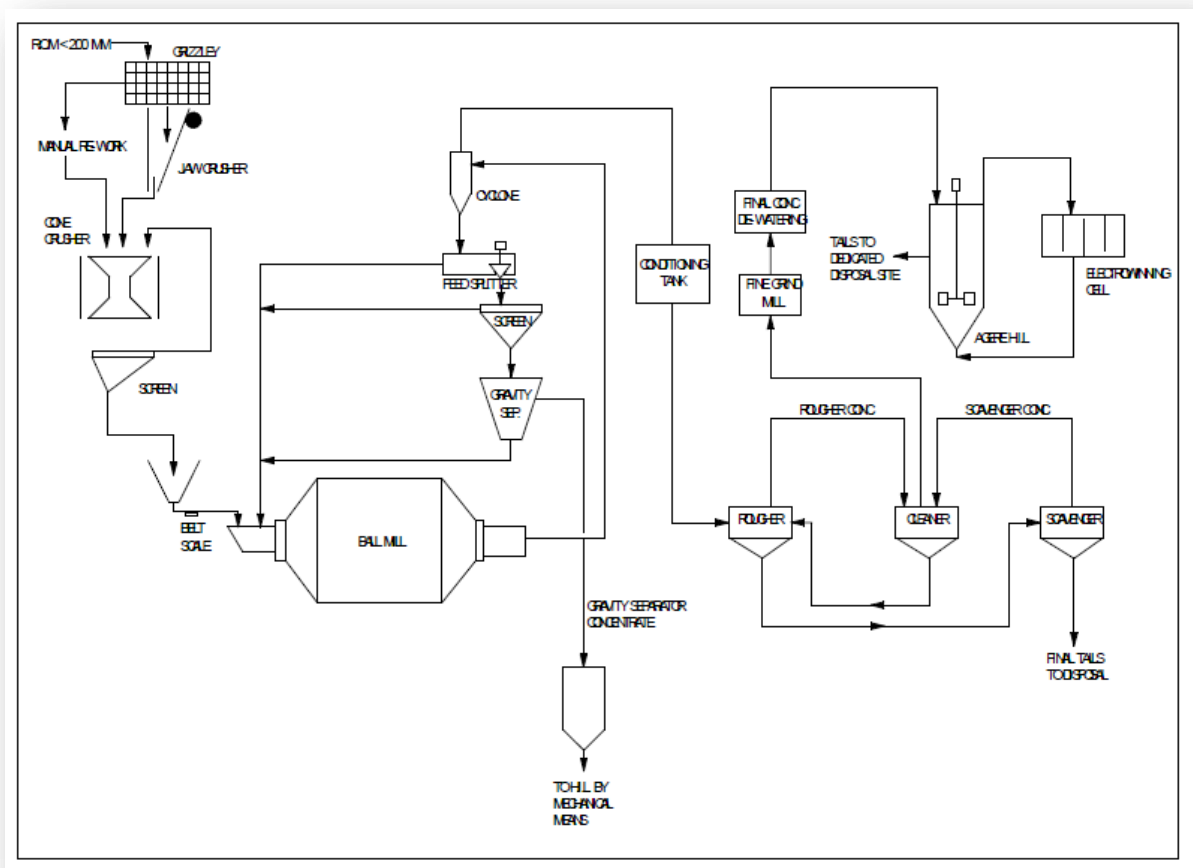 ROM < 200 MM
GRIZZLEY
MANUAL RE-WORK
JAW CRUSHER
CONE
CRUSHER
SCREEN
BELT
SCALE
BALL MILL
CYCLONE
FEED SPLITTER
SCREEN
GRAVITY
SEP.
GRAVITY SEPARATOR
CONCENTRATE
TO H.I.L. BY
MECHANICAL
MEANS
CONDITIONING
TANK
FINAL CONC
DE-WATERING
FINE GRIND
MILL
TAILS TO
DEDICATED
DISPOSAL SITE
ELECTROWINNING
CELL
ROUGHER CONC
SCAVENGER CONC
ROUGHER
CLEANER
SCAVENGER
FINAL TAILS
TO DISPOSAL